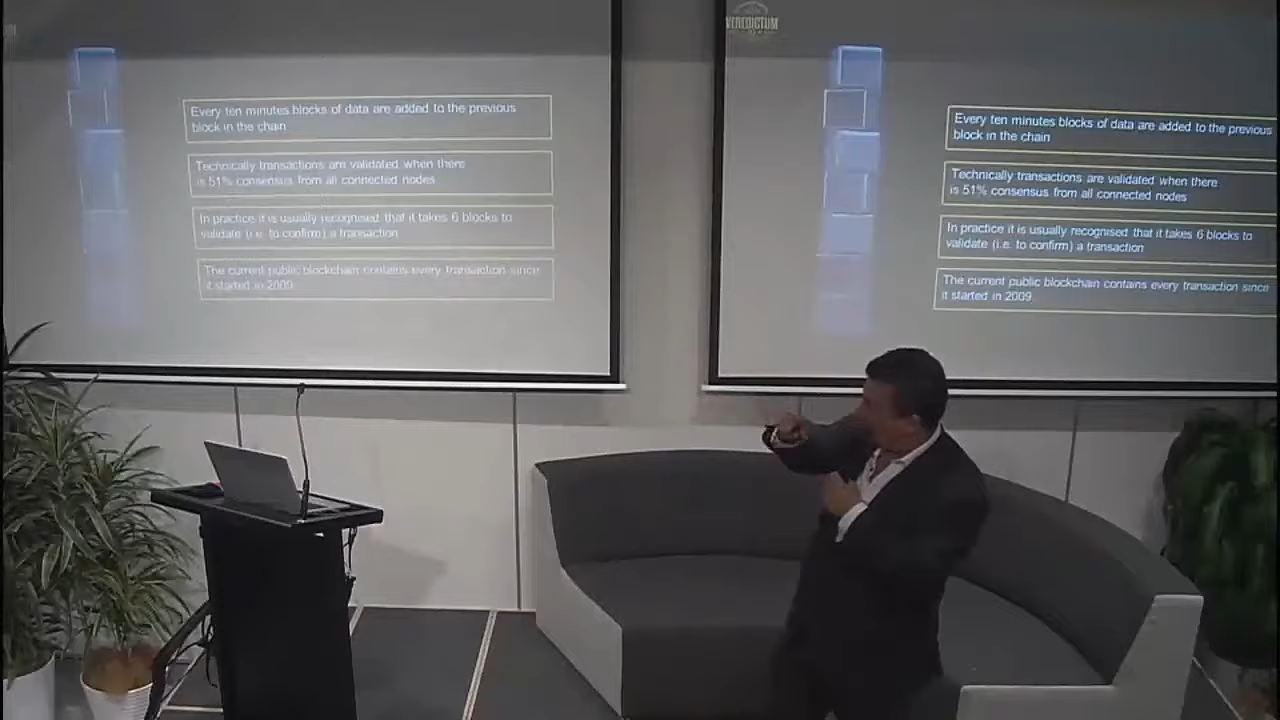 Every ten minutes blocks of data are added to the previous
block in the chain
Technically transactions are validated when there
is 51% consensus from all connected nodes
In practice it is usually recognised that it takes 6 blocks to
validate (i.e. to confirm) a transaction
The current public blockchain contains every transaction since
it started in 2009
VEREDICTUM
Every ten minutes blocks of data are added to the previous
block in the chain
Technically transactions are validated when there
is 51% consensus from all connected nodes
In practice it is usually recognised that it takes 6 blocks to
validate (i.e. to confirm) a transaction
The current public blockchain contains every transaction since
it started in 2009